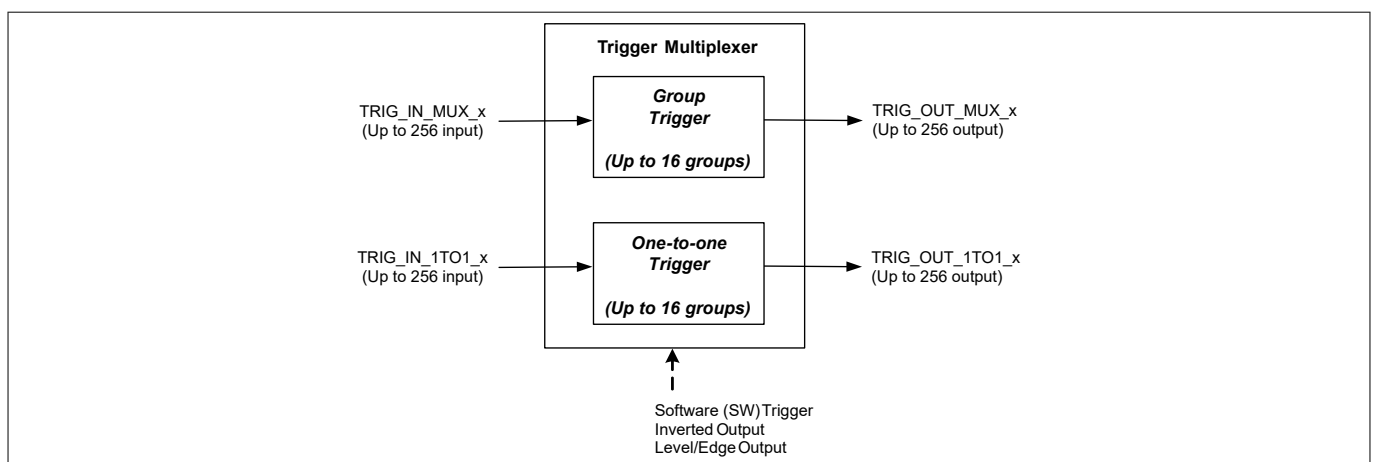 Trigger Multiplexer
TRIG_IN_MUX_x
(Up to 256 input)
Group
Trigger
(Up to 16 groups)
TRIG_OUT_MUX_x
(Up to 256 output)
TRIG_IN_1TO1_x
(Up to 256 input)
One-to-one
Trigger
(Up to 16 groups)
TRIG_OUT_1TO1_x
(Up to 256 output)
Software (SW) Trigger
Inverted Output
Level/Edge Output